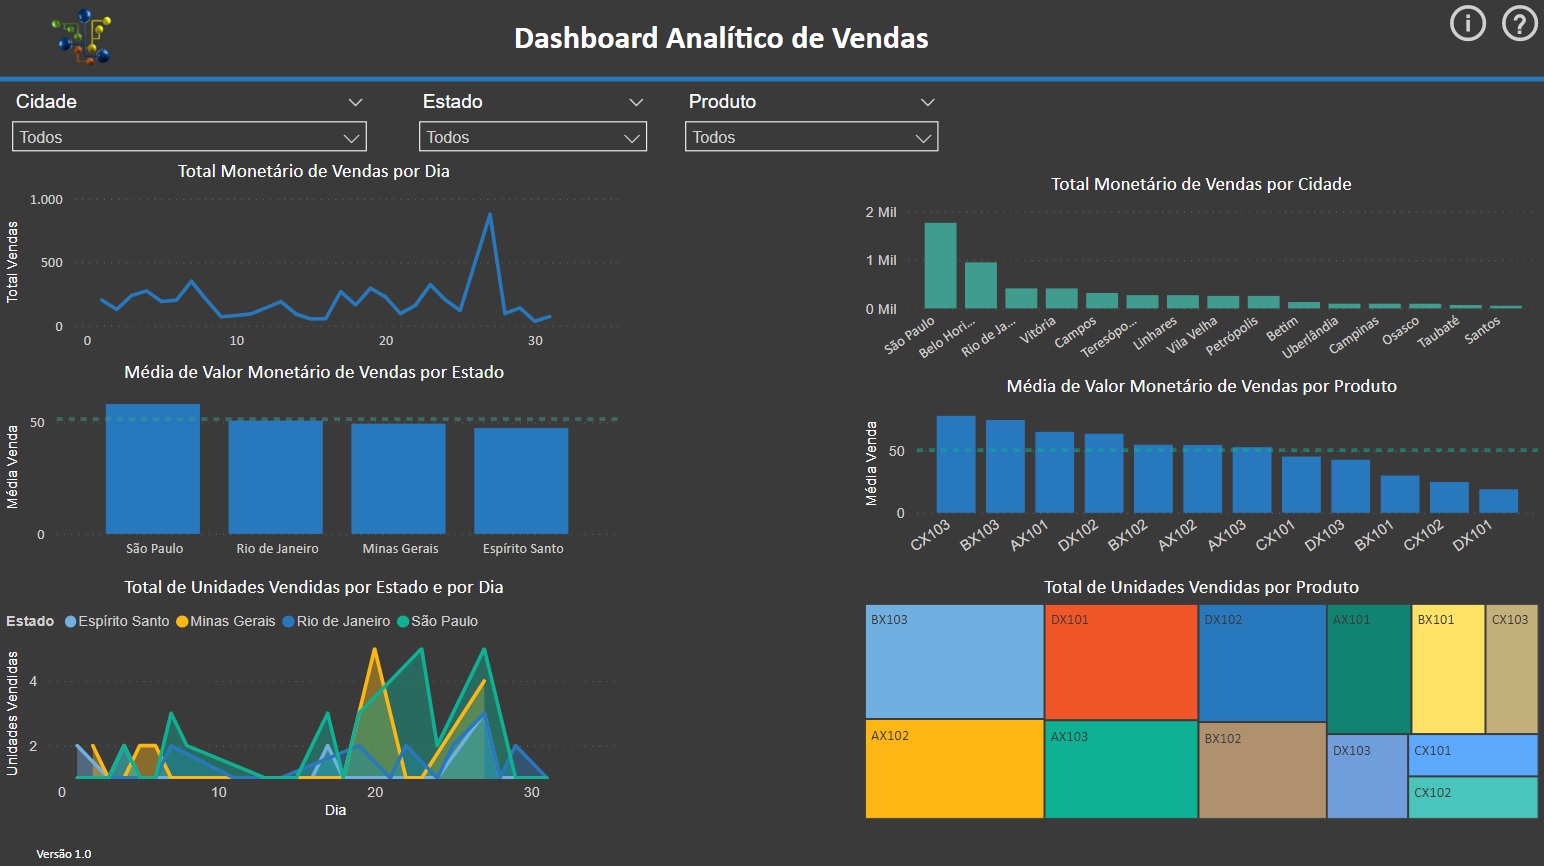 Dashboard Analítico de Vendas
Cidade
Estado
Produto
Todos
Todos
Todos
Total Monetário de Vendas por Dia
Total Vendas
1.000
500
0
0
10
20
30
Total Monetário de Vendas por Cidade
2 Mil
1 Mil
0 Mil
São Paulo
Belo Hori...
Rio de Ja...
Vitória
Campos
Teresópo...
Linhares
Vila Velha
Petrópolis
Betim
Uberlândia
Campinas
Osasco
Taubaté
Santos
Média de Valor Monetário de Vendas por Estado
Média Venda
50
0
São Paulo
Rio de Janeiro
Minas Gerais
Espírito Santo
Média de Valor Monetário de Vendas por Produto
Média Venda
50
0
CX103
BX103
AX101
DX102
BX102
AX102
AX103
CX101
DX103
BX101
CX102
DX101
Total de Unidades Vendidas por Estado e por Dia
Estado
Espírito Santo
Minas Gerais
Rio de Janeiro
São Paulo
Unidades Vendidas
4
2
0
10
20
30
Dia
Total de Unidades Vendidas por Produto
BX103
DX101
DX102
AX101
BX101
CX103
AX102
AX103
BX102
DX103
CX101
CX102
Versão 1.0